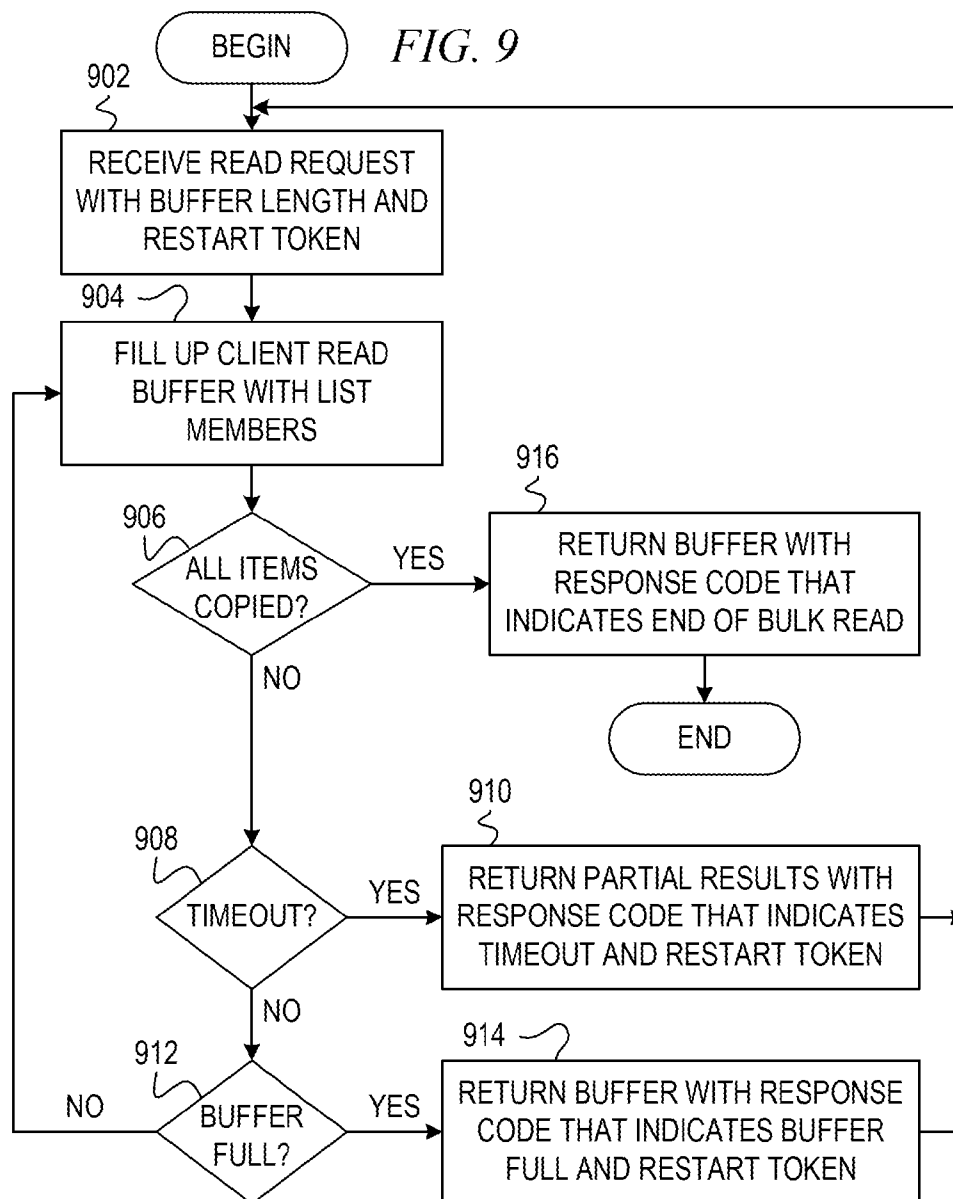 BEGIN
FIG. 9
902
RECEIVE READ REQUEST
WITH BUFFER LENGTH AND
RESTART TOKEN
904
FILL UP CLIENT READ
BUFFER WITH LIST
MEMBERS
906
ALL ITEMS
COPIED?
YES
NO
916
RETURN BUFFER WITH
RESPONSE CODE THAT
INDICATES END OF BULK READ
END
908
TIMEOUT?
YES
NO
910
RETURN PARTIAL RESULTS WITH
RESPONSE CODE THAT INDICATES
TIMEOUT AND RESTART TOKEN
912
BUFFER
FULL?
NO
YES
914
RETURN BUFFER WITH RESPONSE
CODE THAT INDICATES BUFFER
FULL AND RESTART TOKEN